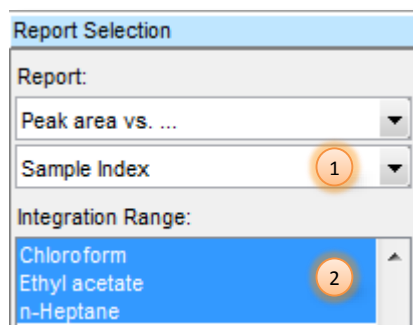 Report Selection
Report:
Peak area vs. ...
Sample Index 1
Integration Range:
Chloroform
Ethyl acetate 2
n-Heptane